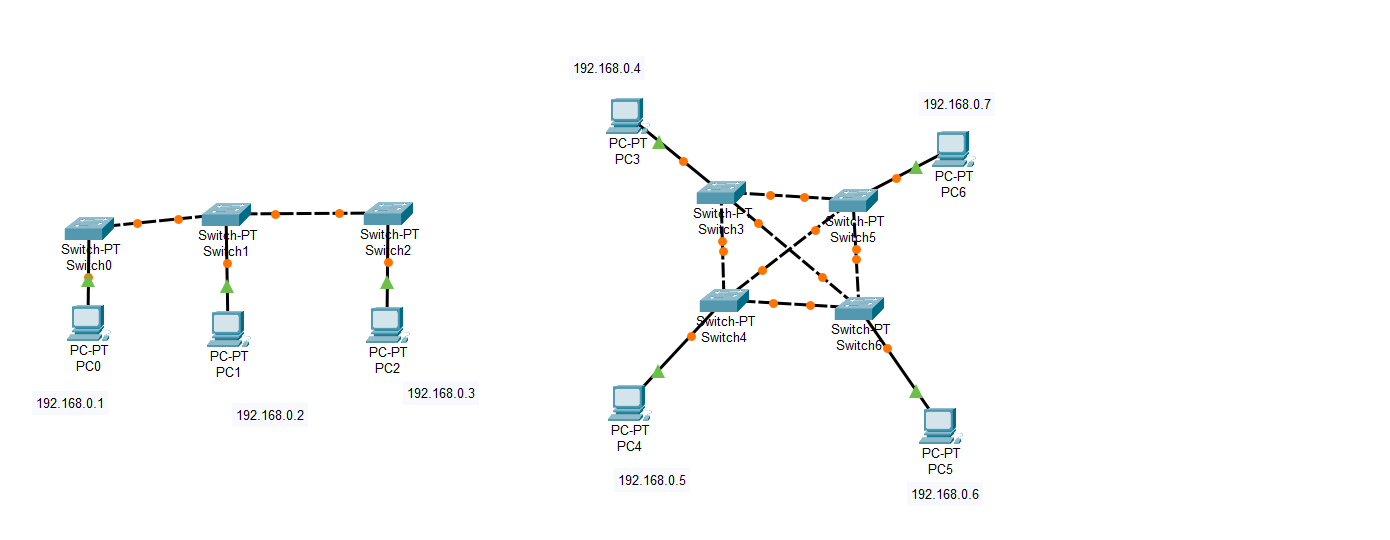 192.168.0.4
192.168.0.7
PC-PT
PC3
PC-PT
PC6
Switch-PT
Switch0
Switch-PT
Switch1
Switch-PT
Switch2
Switch-PT
Switch3
Switch-PT
Switch5
PC-PT
PC0
PC-PT
PC1
PC-PT
PC2
Switch-PT
Switch4
Switch-PT
Switch6
192.168.0.1
192.168.0.2
192.168.0.3
PC-PT
PC4
PC-PT
PC5
192.168.0.5
192.168.0.6